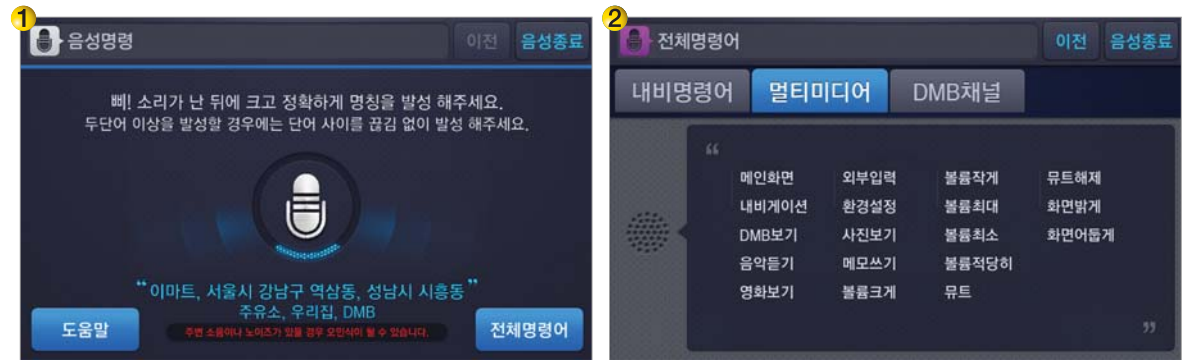 1
음성명령
이전
음성종료
삐! 소리가 난 뒤에 크고 정확하게 명칭을 발성 해주세요.
두단어 이상을 발성할 경우에는 단어 사이를 끊김 없이 발성 해주세요.
“이마트, 서울시 강남구 역삼동, 성남시 시흥동”
주유소, 우리집, DMB
주변 소음이나 노이즈가 있을 경우 오인식이 될 수 있습니다.
도움말
전체명령어
2
전체명령어
이전
음성종료
내비명령어 멀티미디어 DMB채널
“
메인화면 외부입력 볼륨작게 뮤트해제
내비게이션 환경설정 볼륨최대 화면밝게
DMB보기 사진보기 볼륨최소 화면어둡게
음악듣기 메모쓰기 볼륨적당히
영화보기 볼륨크게 뮤트
”